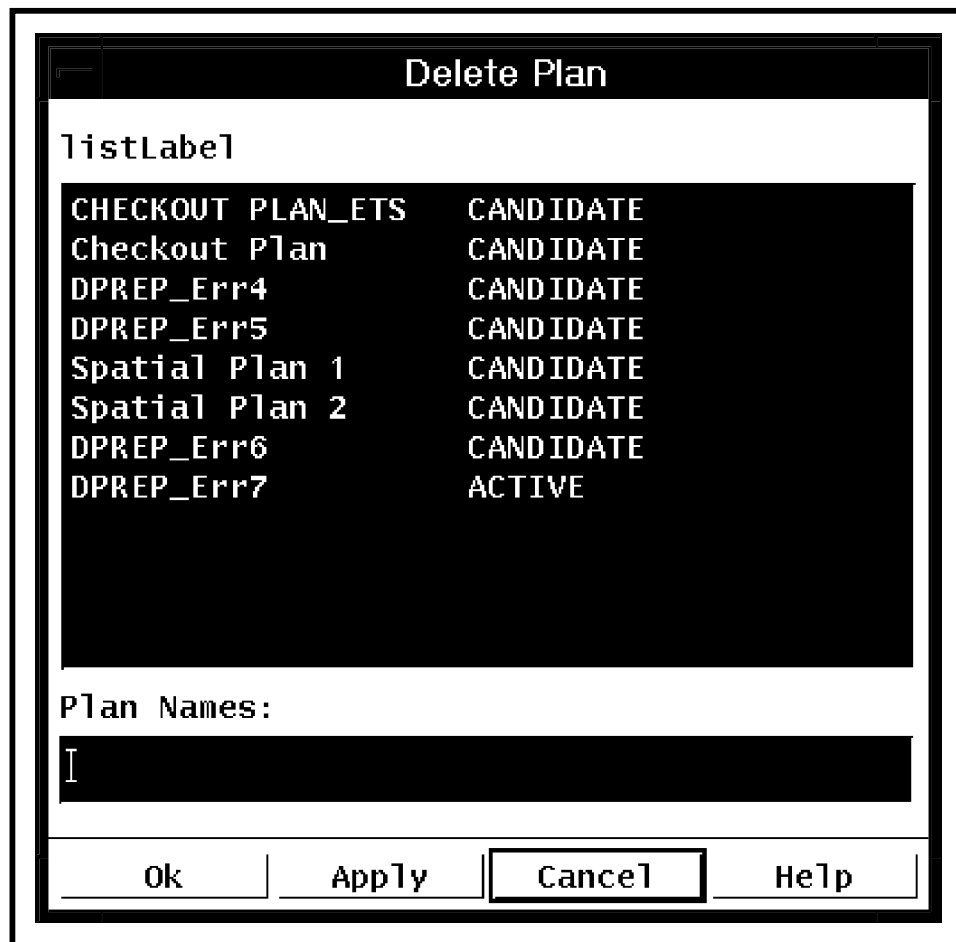 Delete Plan
listLabel
CHECKOUT PLAN_ETS CANDIDATE
Checkout Plan CANDIDATE
DPREP_Err4 CANDIDATE
DPREP_Err5 CANDIDATE
Spatial Plan 1 CANDIDATE
Spatial Plan 2 CANDIDATE
DPREP_Err6 CANDIDATE
DPREP_Err7 ACTIVE
Plan Names:
Ok Apply Cancel Help